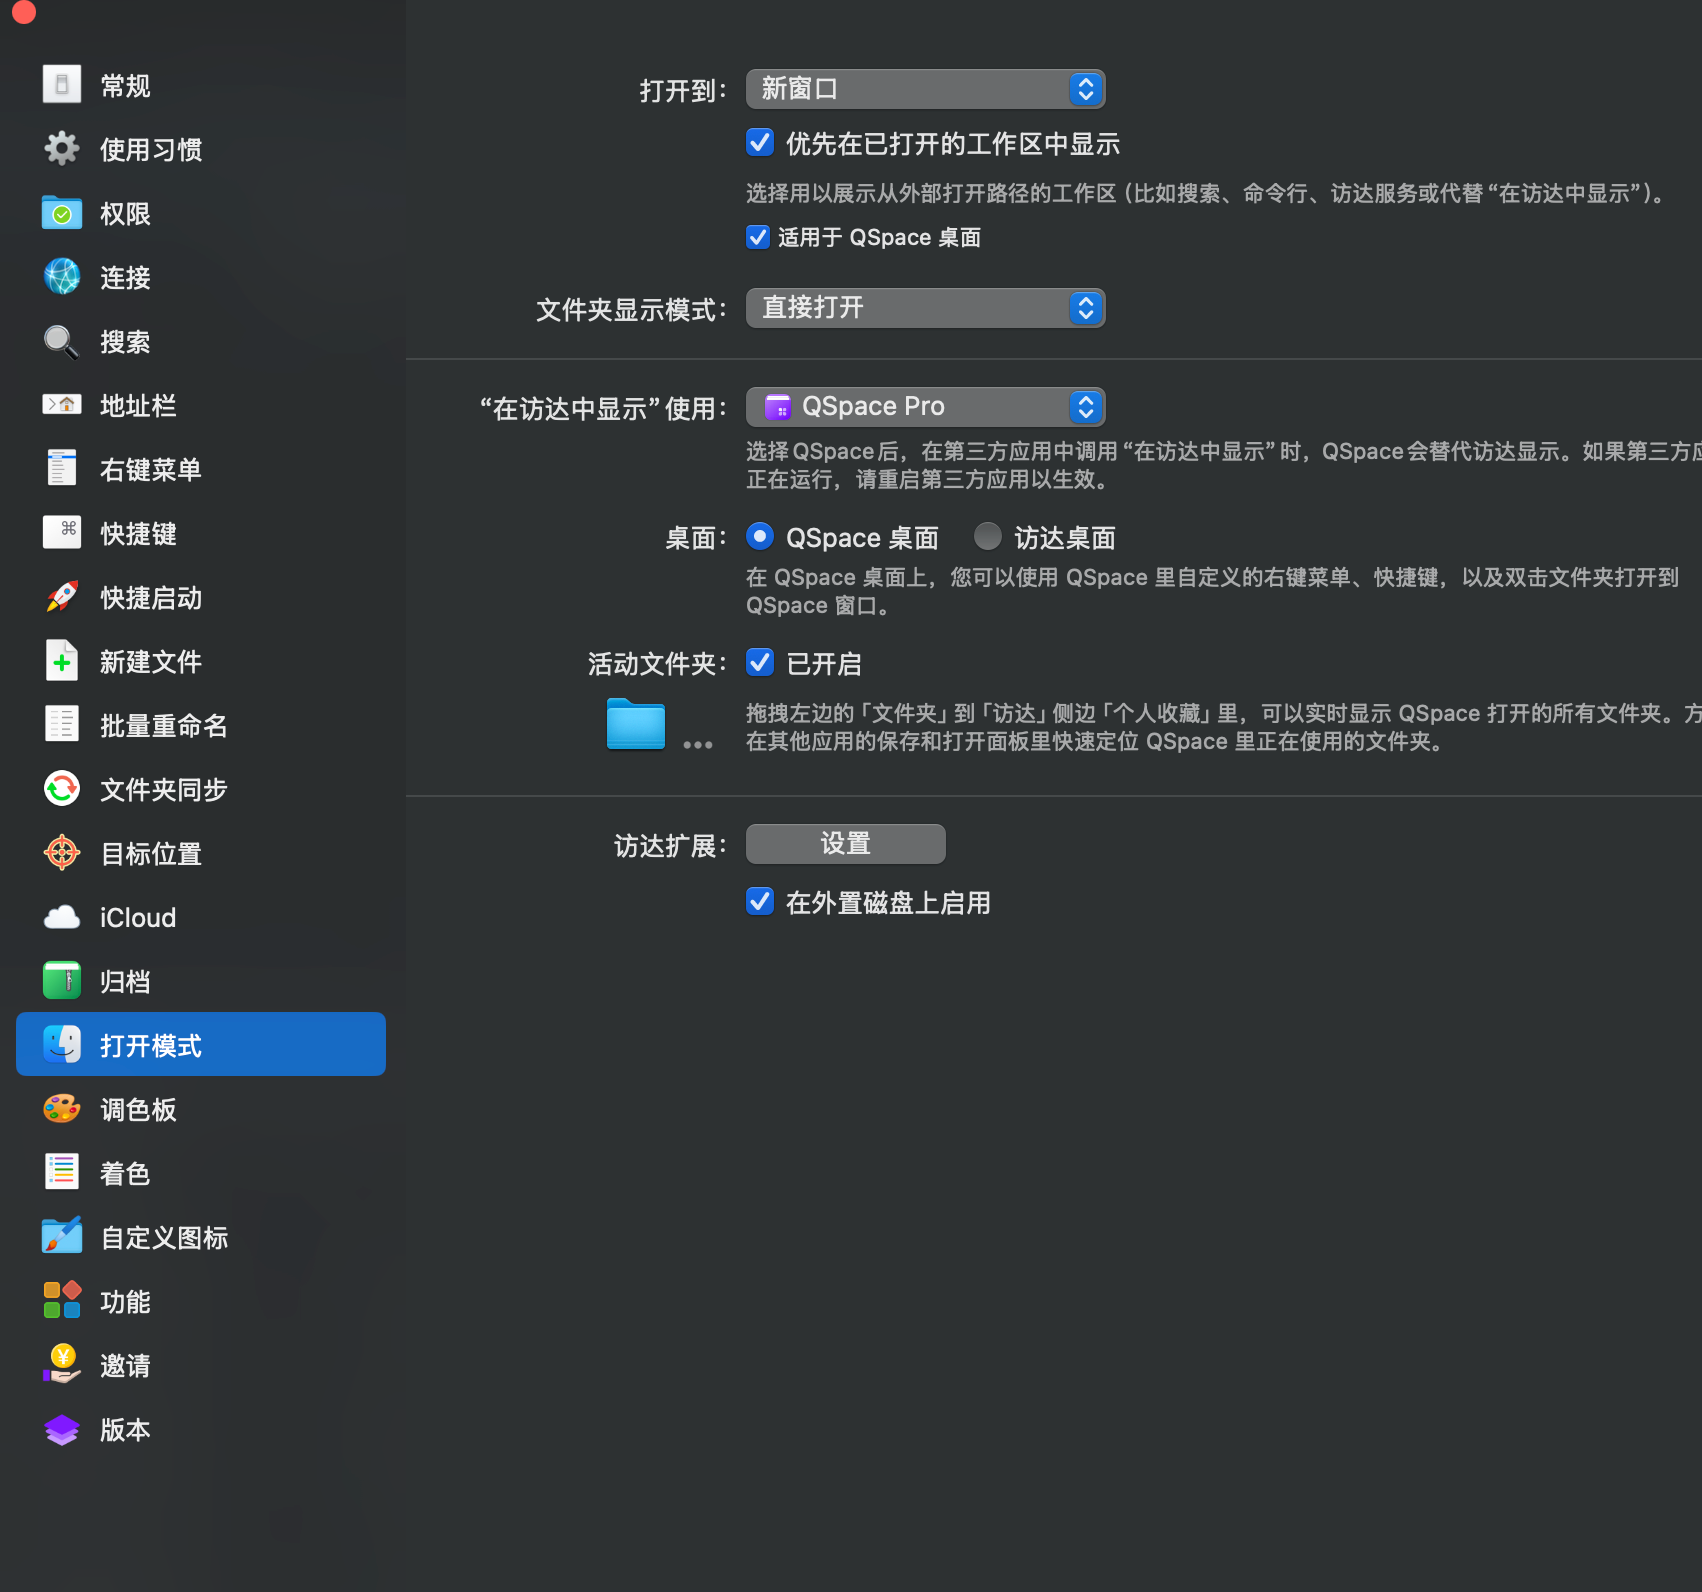 常规
使用习惯
权限
连接
搜索
地址栏
右键菜单
快捷键
快捷启动
新建文件
批量重命名
文件夹同步
目标位置
iCloud
归档
打开模式
调色板
着色
自定义图标
功能
邀请
版本
打开到： 新窗口
优先在已打开的工作区中显示
选择用以展示从外部打开路径的工作区（比如搜索、命令行、访达服务或代替“在访达中显示”）。
适用于 QSpace 桌面
文件夹显示模式： 直接打开
“在访达中显示”使用： QSpace Pro
选择QSpace后，在第三方应用中调用“在访达中显示”时，QSpace会替代访达显示。如果第三方应
正在运行，请重启第三方应用以生效。
桌面： QSpace 桌面 访达桌面
在 QSpace 桌面上，您可以使用 QSpace 里自定义的右键菜单、快捷键，以及双击文件夹打开到
QSpace 窗口。
活动文件夹： 已开启
拖拽左边的「文件夹」到「访达」侧边「个人收藏」里，可以实时显示 QSpace 打开的所有文件夹。方
在其他应用的保存和打开面板里快速定位 QSpace 里正在使用的文件夹。
访达扩展： 设置
在外置磁盘上启用